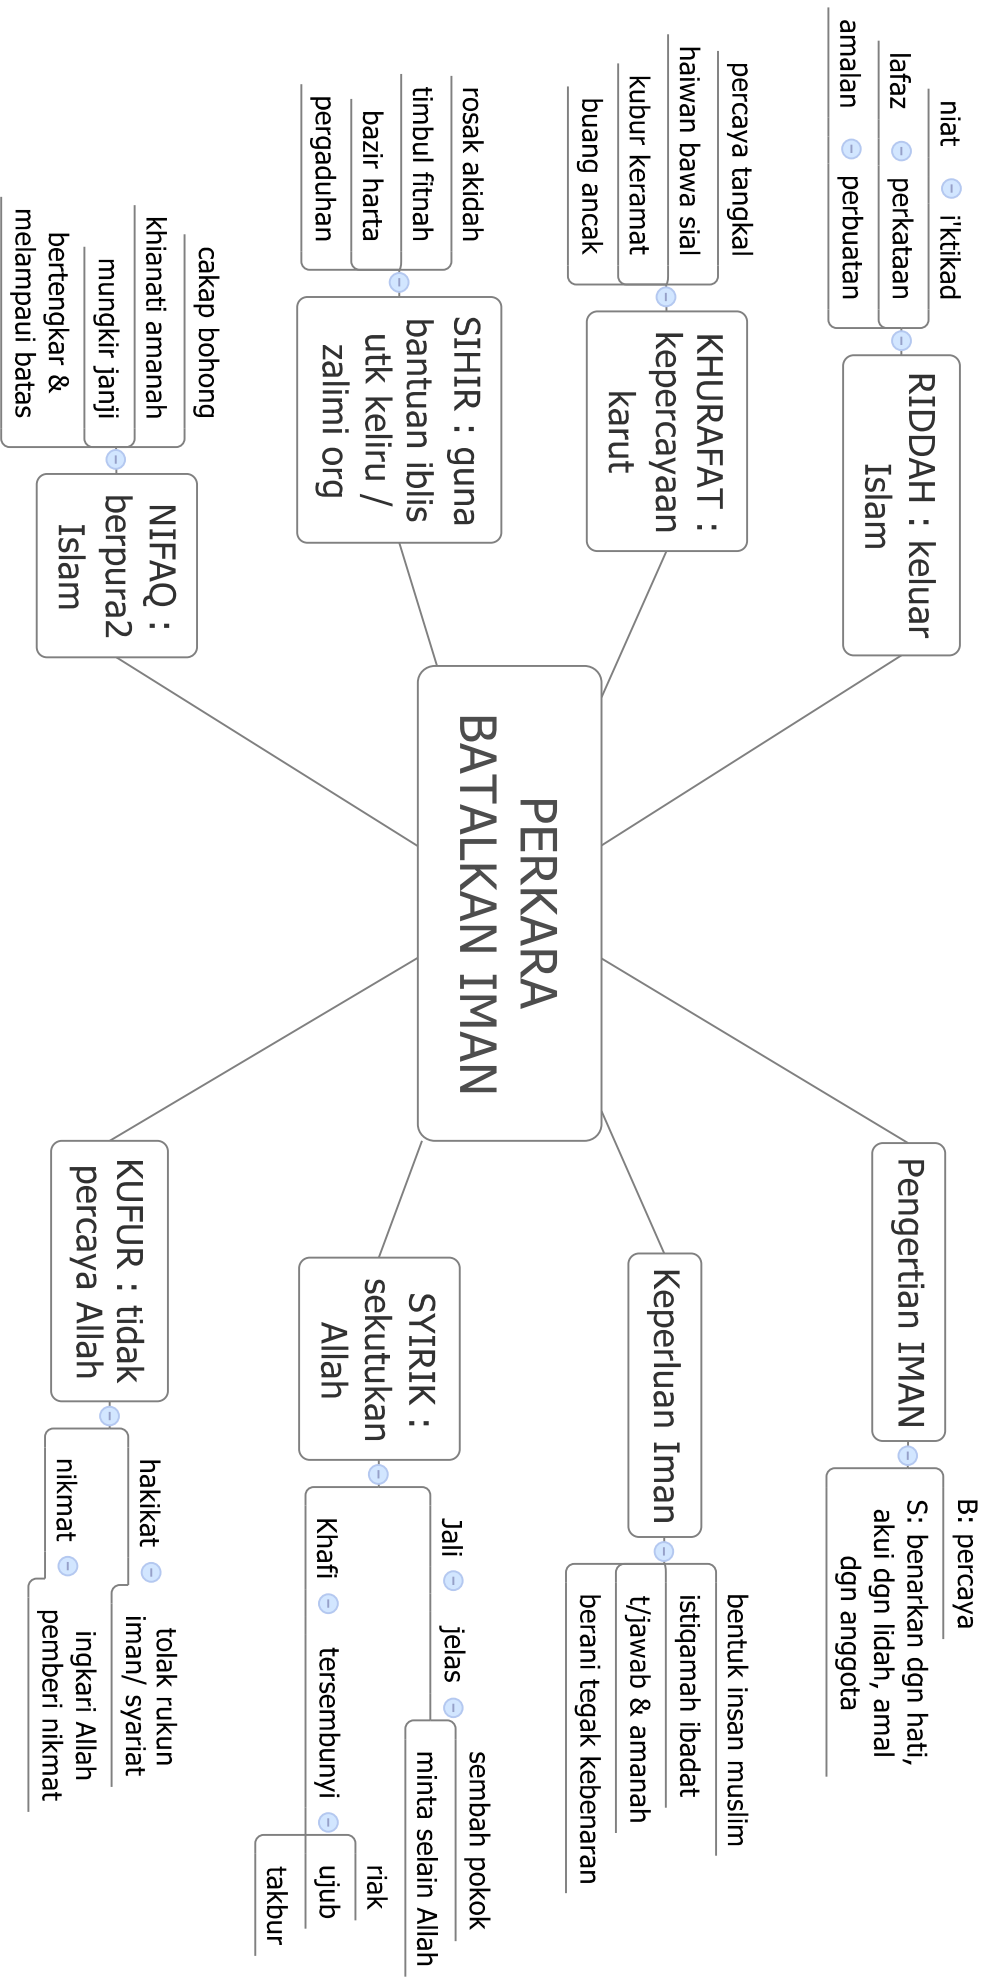 PERKARA
BATALKAN IMAN
Pengertian IMAN
B: percaya
S: benarkan dgn hati,
akui dgn lidah, amal
dgn anggota
Keperluan Iman
bentuk insan muslim
istiqamah ibadat
t/jawab & amanah
berani tegak kebenaran
SYIRIK :
sekutukan
Allah
Jali
jelas
sembah pokok
minta selain Allah
Khafi
tersembunyi
riak
ujub
takbur
KUFUR : tidak
percaya Allah
hakikat
tolak rukun
iman/ syariat
nikmat
ingkari Allah
pemberi nikmat
RIDDAH : keluar
Islam
niat
i'ktikad
lafaz
perkataan
amalan
perbuatan
KHURAFAT :
kepercayaan
karut
percaya tangkal
haiwan bawa sial
kubur keramat
buang ancak
SIHIR : guna
bantuan iblis
utk keliru /
zalimi org
rosak akidah
timbul fitnah
bazir harta
pergaduhan
NIFAQ :
berpura2
Islam
cakap bohong
khianati amanah
mungkir janji
bertengkar &
melampaui batas